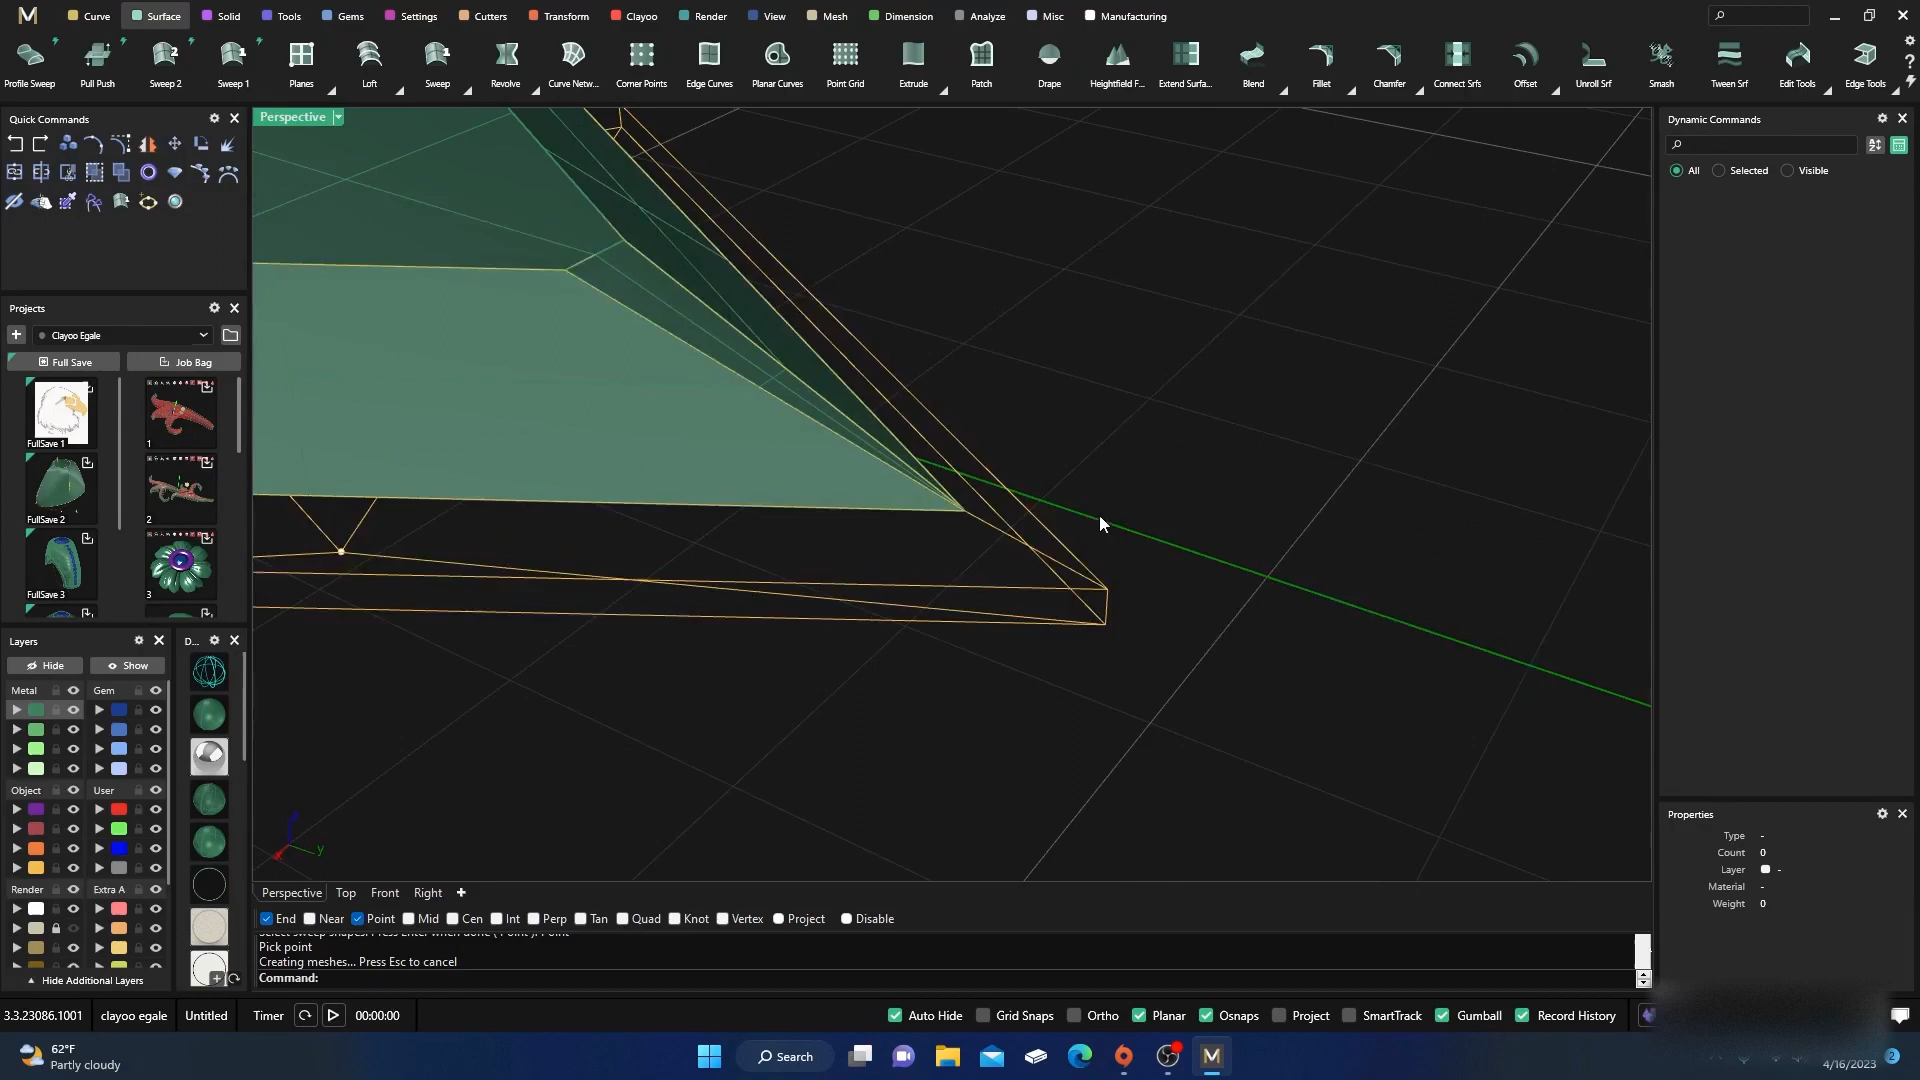 M Curve Surface Solid Tools Gems Settings Cutters Transform Clayoo Render View Mesh Dimension Analyze Misc Manufacturing
Profile Sweep Pull Push Sweep 2 Sweep 1 Planes Loft Sweep Revolve Curve Netw... Corner Points Edge Curves Planar Curves Point Grid Extrude Patch Drape Heightfield F... Extend Surfa... Blend Fillet Chamfer Connect Srfs Offset Unroll Srf Smash Tween Srf Edit Tools Edge Tools
Quick Commands
Projects
Clayoo Egale
Full Save Job Bag
FullSave 1 1
FullSave 2 2
FullSave 3 3
Layers D...
Hide Show
Metal Gem
Object User
Render Extra A
Hide Additional Layers
Perspective
y
Perspective Top Front Right
End Near Point Mid Cen Int Perp Tan Quad Knot Vertex Project Disable
Pick point
Creating meshes... Press Esc to cancel
Command:
Dynamic Commands
All Selected Visible
Properties
Type -
Count 0
Layer -
Material -
Weight 0
3.3.23086.1001 clayoo egale Untitled Timer 00:00:00 Auto Hide Grid Snaps Ortho Planar Osnaps Project SmartTrack Gumball Record History
62°F
Partly cloudy
Search
4/16/2023
2